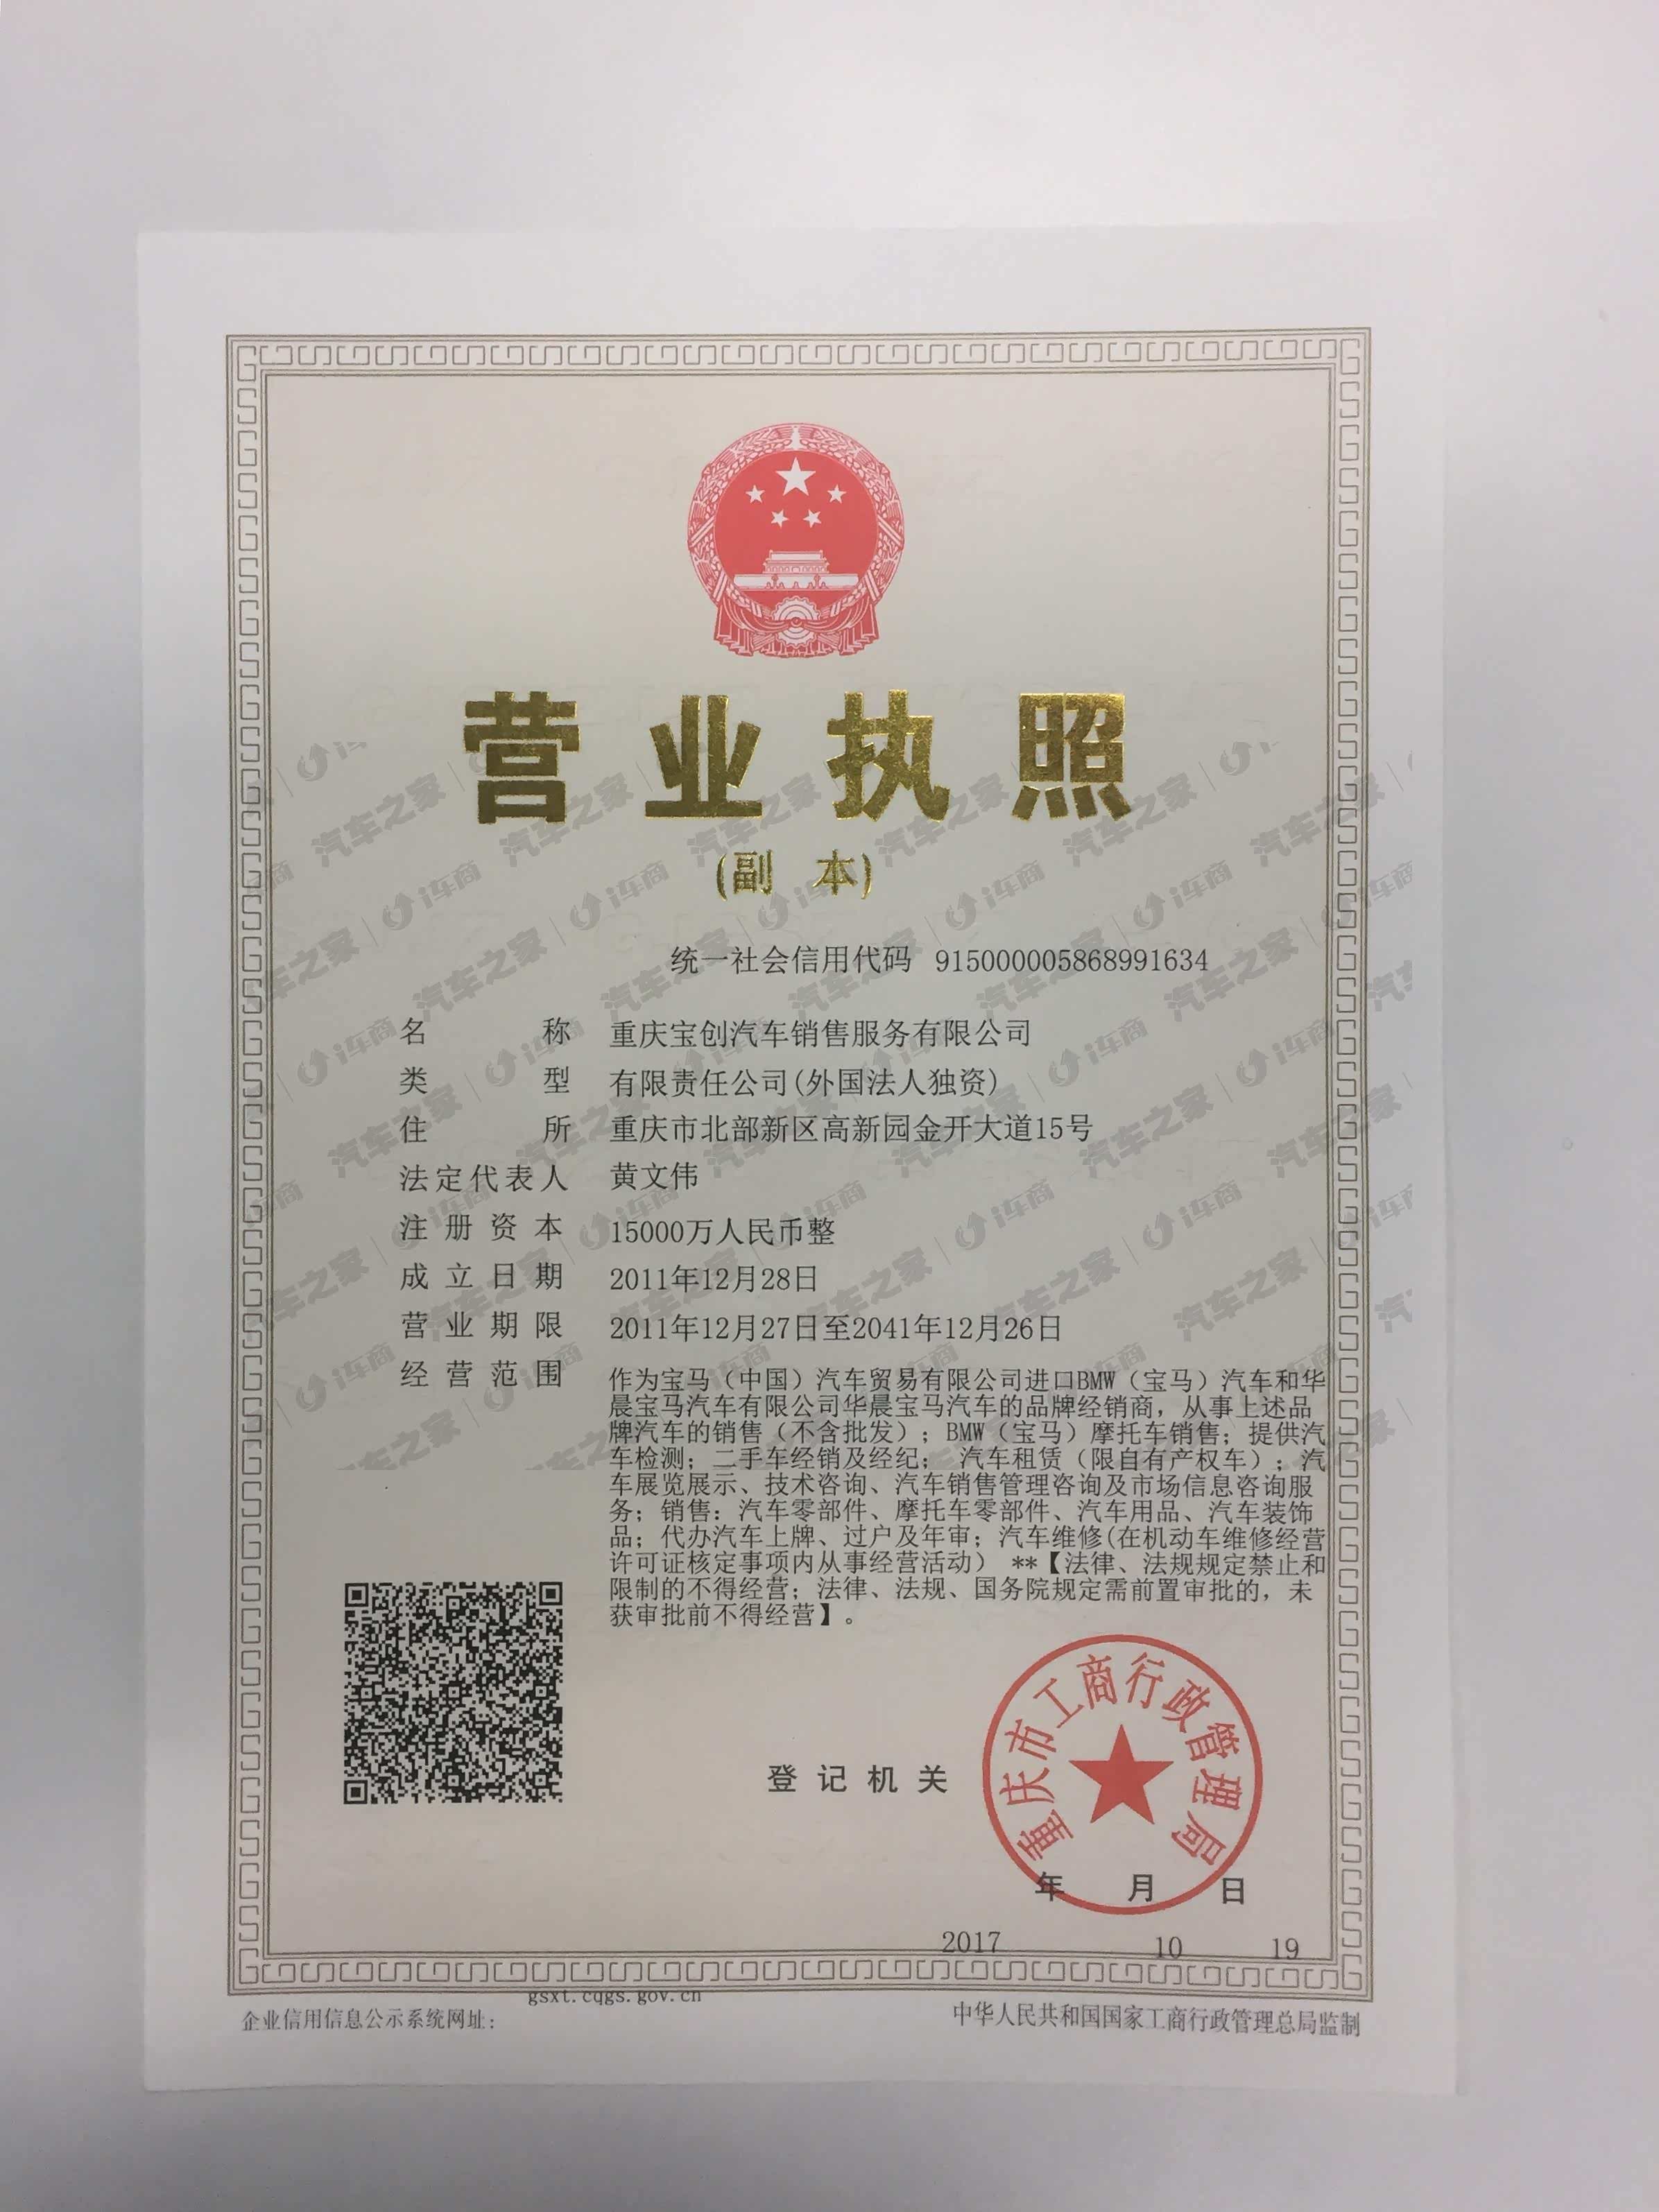 营业执照
(副 本)
统一社会信用代码 915000005868991634
名称 重庆宝创汽车销售服务有限公司
类型 有限责任公司(外国法人独资)
住所 重庆市北部新区高新园金开大道15号
法定代表人 黄文伟
注册资本 15000万人民币整
成立日期 2011年12月28日
营业期限 2011年12月27日至2041年12月26日
经营范围 作为宝马（中国）汽车贸易有限公司进口BMW（宝马）汽车和华
晨宝马汽车有限公司华晨宝马汽车的品牌经销商，从事上述品
牌汽车的销售（不含批发）；BMW（宝马）摩托车销售；提供汽
车检测；二手车经销及经纪； 汽车租赁（限自有产权车）；汽
车展览展示、技术咨询、汽车销售管理咨询及市场信息咨询服
务；销售：汽车零部件、摩托车零部件、汽车用品、汽车装饰
品；代办汽车上牌、过户及年审；汽车维修(在机动车维修经营
许可证核定事项内从事经营活动） **【法律、法规规定禁止和
限制的不得经营；法律、法规、国务院规定需前置审批的，未
获审批前不得经营】。
登记机关
重庆市工商行政管理局
年 月 日
2017 10 19
gsxt.cqgs.gov.cn
企业信用信息公示系统网址：
中华人民共和国国家工商行政管理总局监制
汽车之家 | i车商